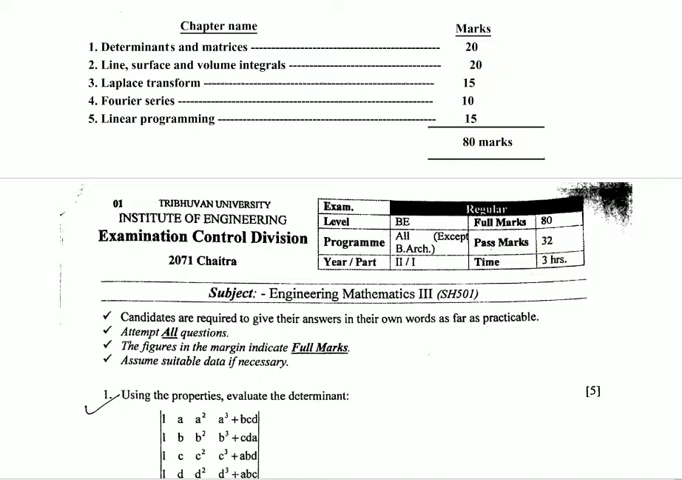 Chapter name Marks
1. Determinants and matrices ---------------------------------------------------- 20
2. Line, surface and volume integrals ----------------------------------------- 20
3. Laplace transform --------------------------------------------------------------- 15
4. Fourier series --------------------------------------------------------------------- 10
5. Linear programming ------------------------------------------------------------ 15
80 marks
01 TRIBHUVAN UNIVERSITY
INSTITUTE OF ENGINEERING
Examination Control Division
2071 Chaitra
Exam. Regular
Level BE Full Marks 80
Programme All (Except B.Arch.) Pass Marks 32
Year / Part II / I Time 3 hrs.
Subject: - Engineering Mathematics III (SH501)
✓ Candidates are required to give their answers in their own words as far as practicable.
✓ Attempt All questions.
✓ The figures in the margin indicate Full Marks.
✓ Assume suitable data if necessary.
1. Using the properties, evaluate the determinant: [5]
|1 a a² a³+bcd|
|1 b b² b³+cda|
|1 c c² c³+abd|
|1 d d² d³+abc|